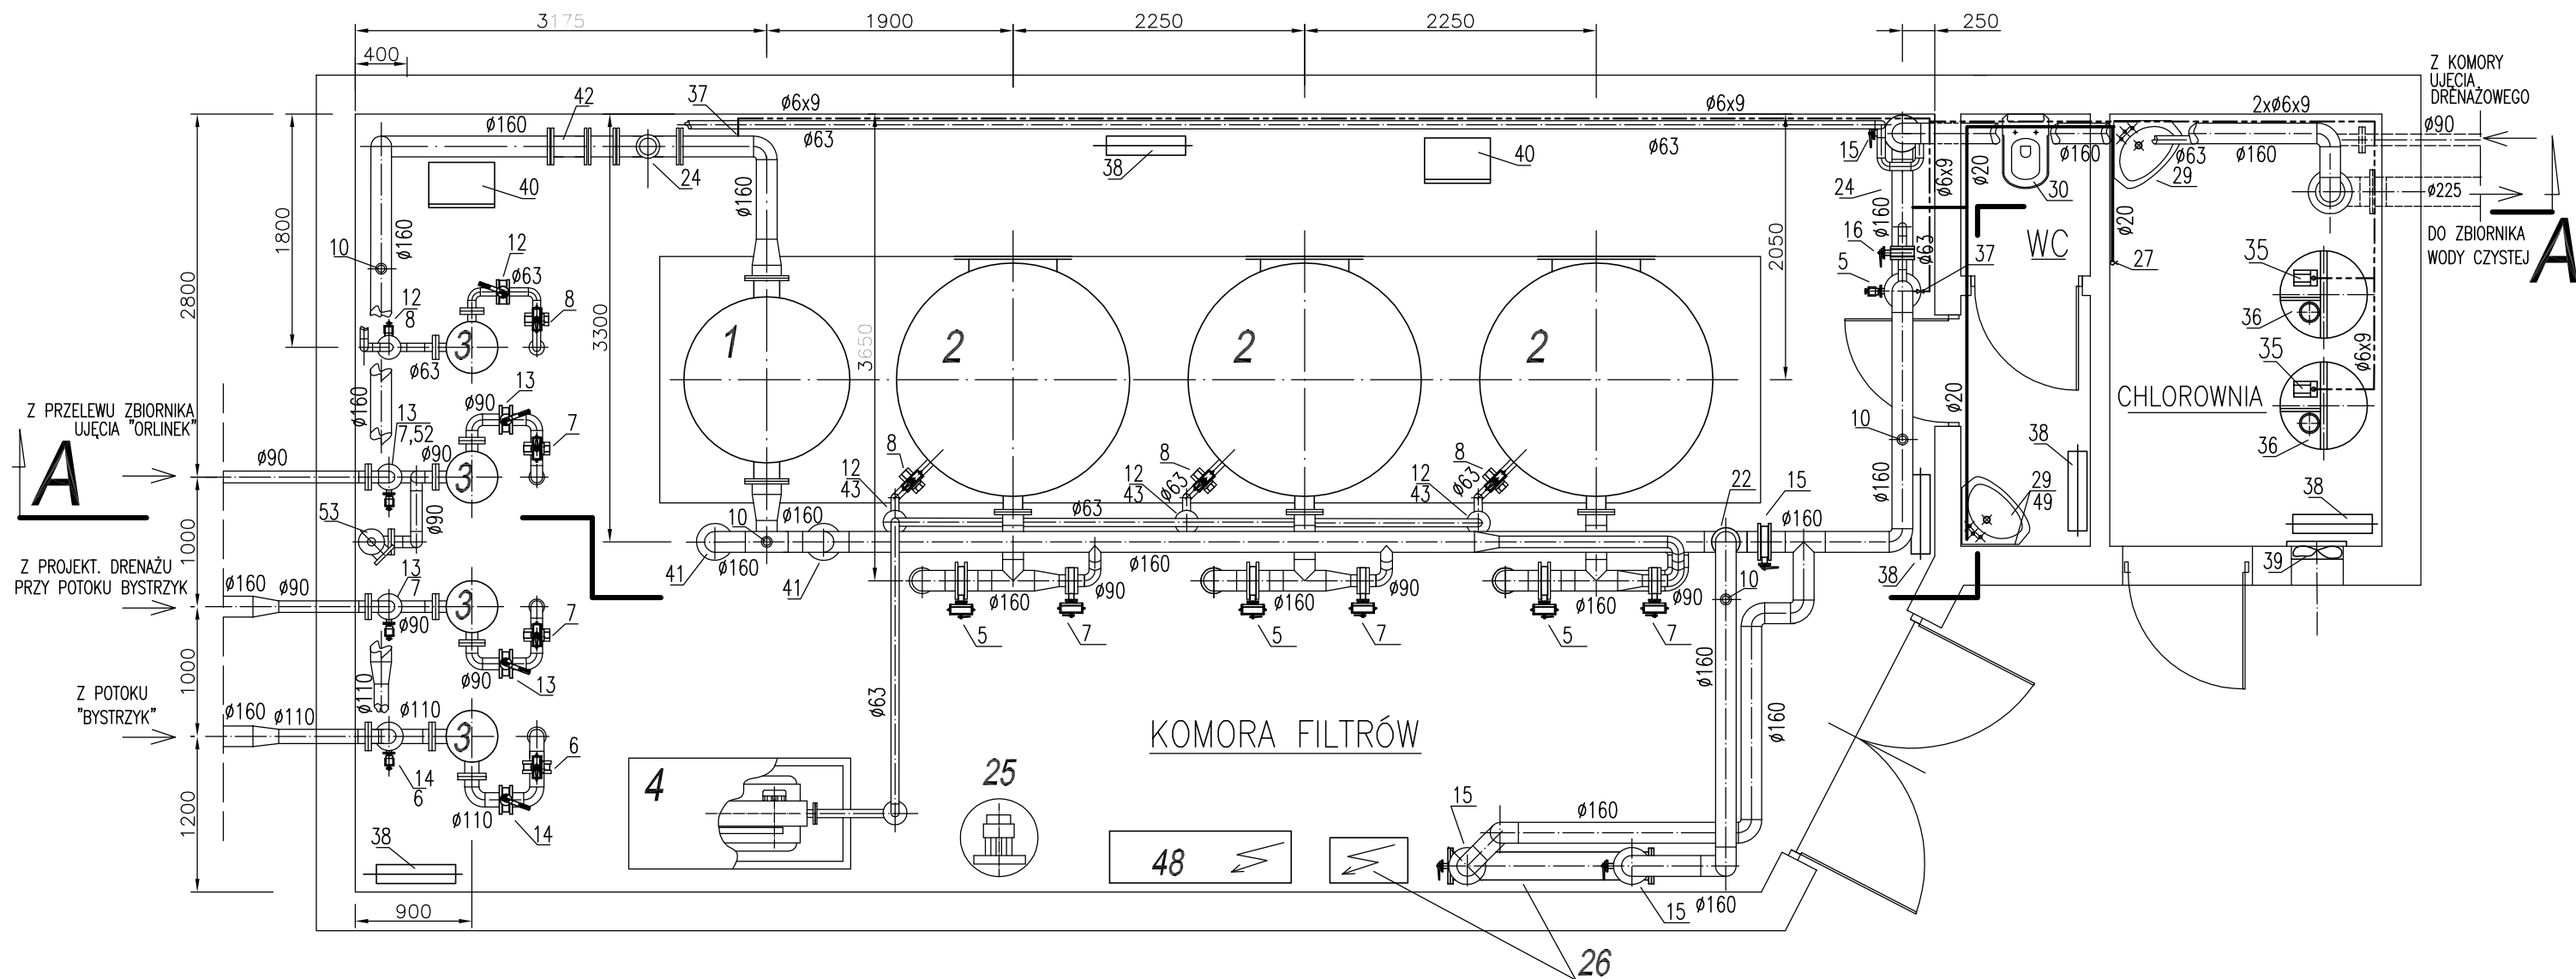 3175
1900
2250
2250
250
400
Z KOMORY
UJĘCIA
DRENAŻOWEGO
37
42
ø160
ø6x9
ø63
ø6x9
ø63
2xø6x9
ø90
24
40
38
40
15
24
ø6x9
ø20
30
ø160
ø63
29
ø160
ø225
2800
1800
3300
3650
2050
ø160
ø160
10
12
ø63
12
8
8
3
ø63
ø160
16
5
ø63
37
WC
ø20
27
DO ZBIORNIKA
WODY CZYSTEJ
A
35
36
35
36
ø6x9
CHLOROWNIA
1
2
2
2
Z PRZELEWU ZBIORNIKA
UJĘCIA "ORLINEK"
A
ø90
ø160
13
7,52
ø90
13
ø90
7
3
53
ø90
8
12
43
ø63
8
12
43
ø63
8
12
43
ø63
22
15
ø160
10
ø160
ø20
38
29
49
38
39
38
1000
Z PROJEKT. DRENAŻU
PRZY POTOKU BYSTRZYK
ø160
ø90
13
7
ø90
3
7
13
ø90
41
ø160
10
ø160
41
ø160
ø160
ø90
5
7
ø160
ø90
5
7
ø160
ø90
5
7
10
1000
Z POTOKU
"BYSTRZYK"
ø160
ø110
ø110
ø110
3
6
14
6
ø110
14
ø63
ø160
ø160
KOMORA FILTRÓW
1200
38
900
4
25
48
15
ø160
15
ø160
26